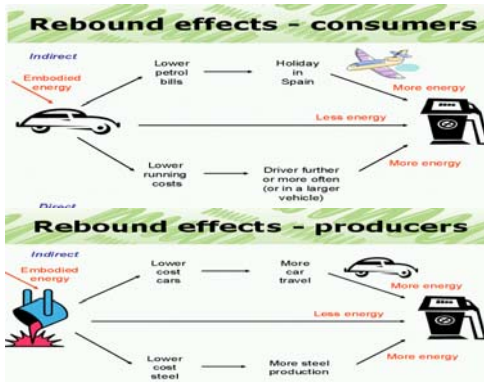 Rebound effects - consumers
Indirect
Embodied
energy
Lower
petrol
bills
Holiday
in
Spain
More energy
Less energy
Lower
running
costs
Driver further
or more often
(or in a larger
vehicle)
More energy
Direct
Rebound effects - producers
Indirect
Embodied
energy
Lower
cost
cars
More
car
travel
More energy
Less energy
Lower
cost
steel
More steel
production
More energy